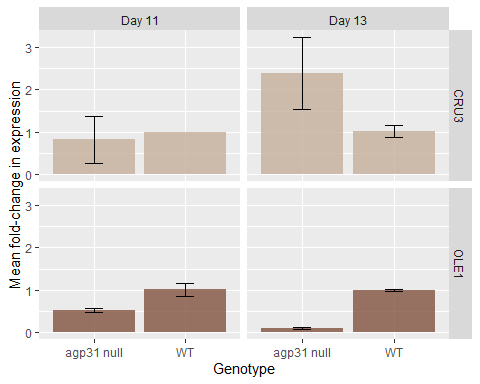 Day 11 Day 13
3
2
1
0
CRU3
3
2
1
0
OLE1
Mean fold-change in expression
agp31 null WT agp31 null WT
Genotype